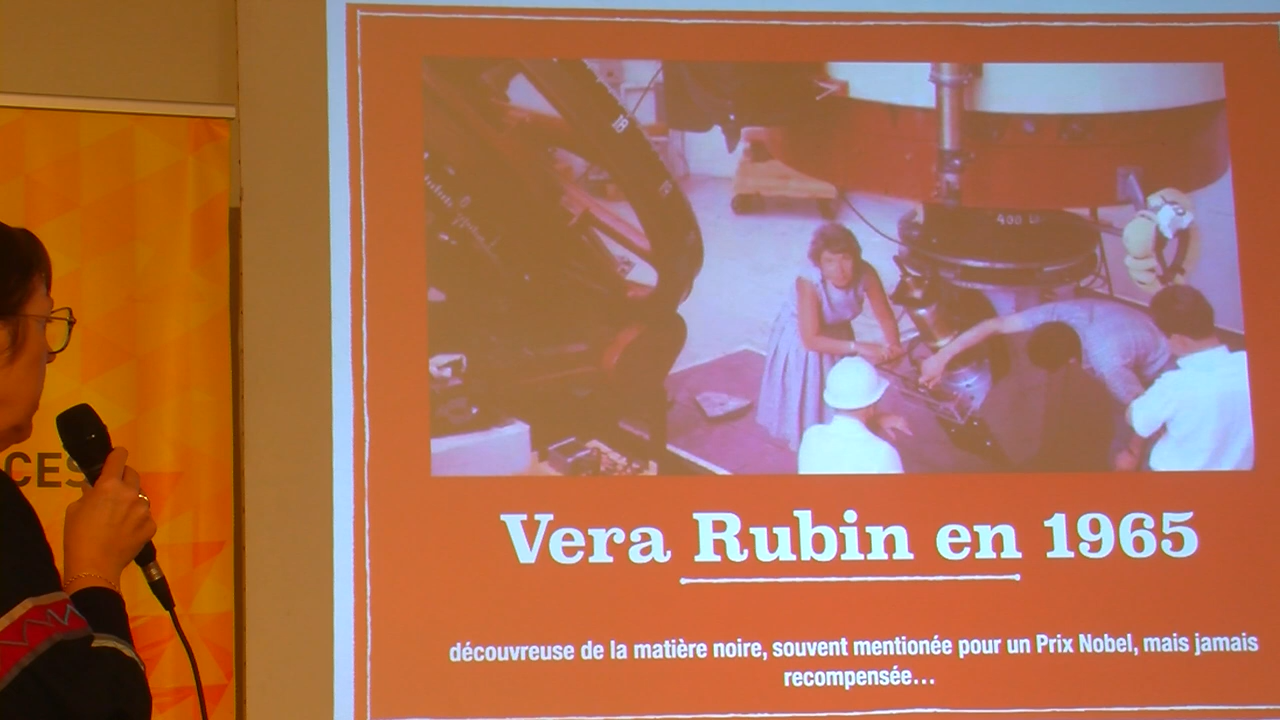 CES
18
400 L
Vera Rubin en 1965
découvreuse de la matière noire, souvent mentionée pour un Prix Nobel, mais jamais
recompensée…